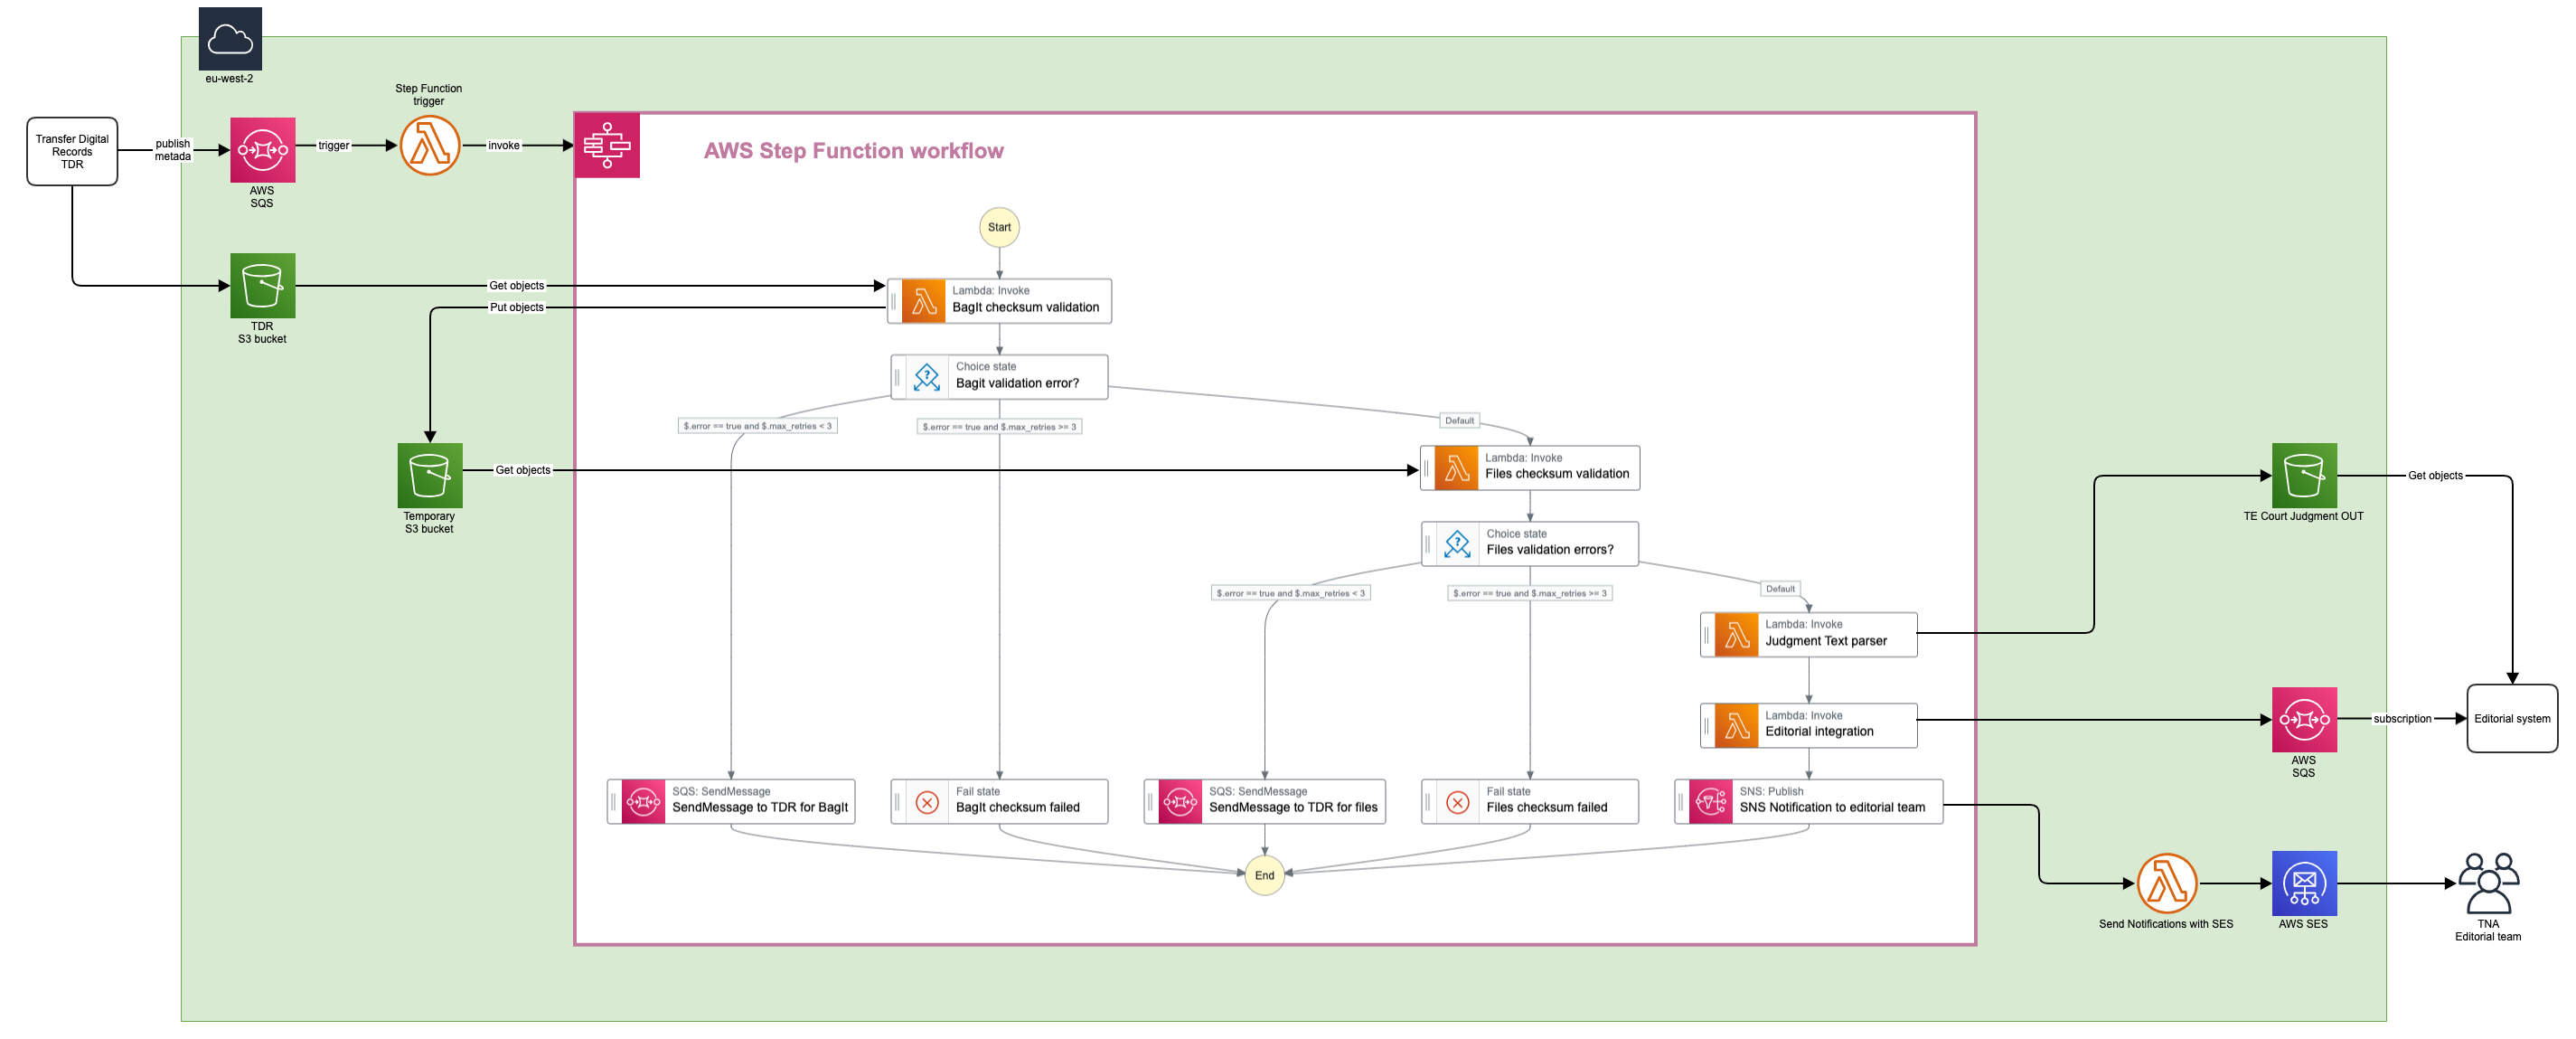 eu-west-2
Step Function
trigger
Transfer Digital
Records
TDR
publish
metada
trigger
invoke
AWS
SQS
AWS Step Function workflow
Start
Get objects
Put objects
TDR
S3 bucket
Lambda: Invoke
BagIt checksum validation
Choice state
Bagit validation error?
$.error == true and $.max_retries < 3
$.error == true and $.max_retries >= 3
Default
Get objects
Temporary
S3 bucket
Lambda: Invoke
Files checksum validation
Choice state
Files validation errors?
$.error == true and $.max_retries < 3
$.error == true and $.max_retries >= 3
Default
Lambda: Invoke
Judgment Text parser
Lambda: Invoke
Editorial integration
SQS: SendMessage
SendMessage to TDR for BagIt
Fail state
BagIt checksum failed
SQS: SendMessage
SendMessage to TDR for files
Fail state
Files checksum failed
SNS: Publish
SNS Notification to editorial team
End
TE Court Judgment OUT
Get objects
AWS
SQS
subscription
Editorial system
Send Notifications with SES
AWS SES
TNA
Editorial team